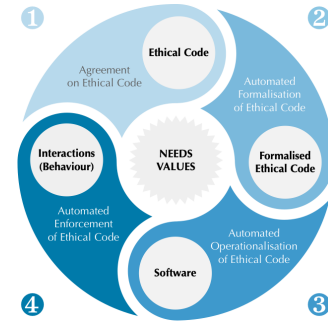 1
2
Ethical Code
Agreement
on Ethical Code
Automated
Formalisation
of Ethical Code
Interactions
(Behaviour)
NEEDS
VALUES
Formalised
Ethical Code
Automated
Enforcement
of Ethical Code
Automated
Operationalisation
of Ethical Code
Software
4
3